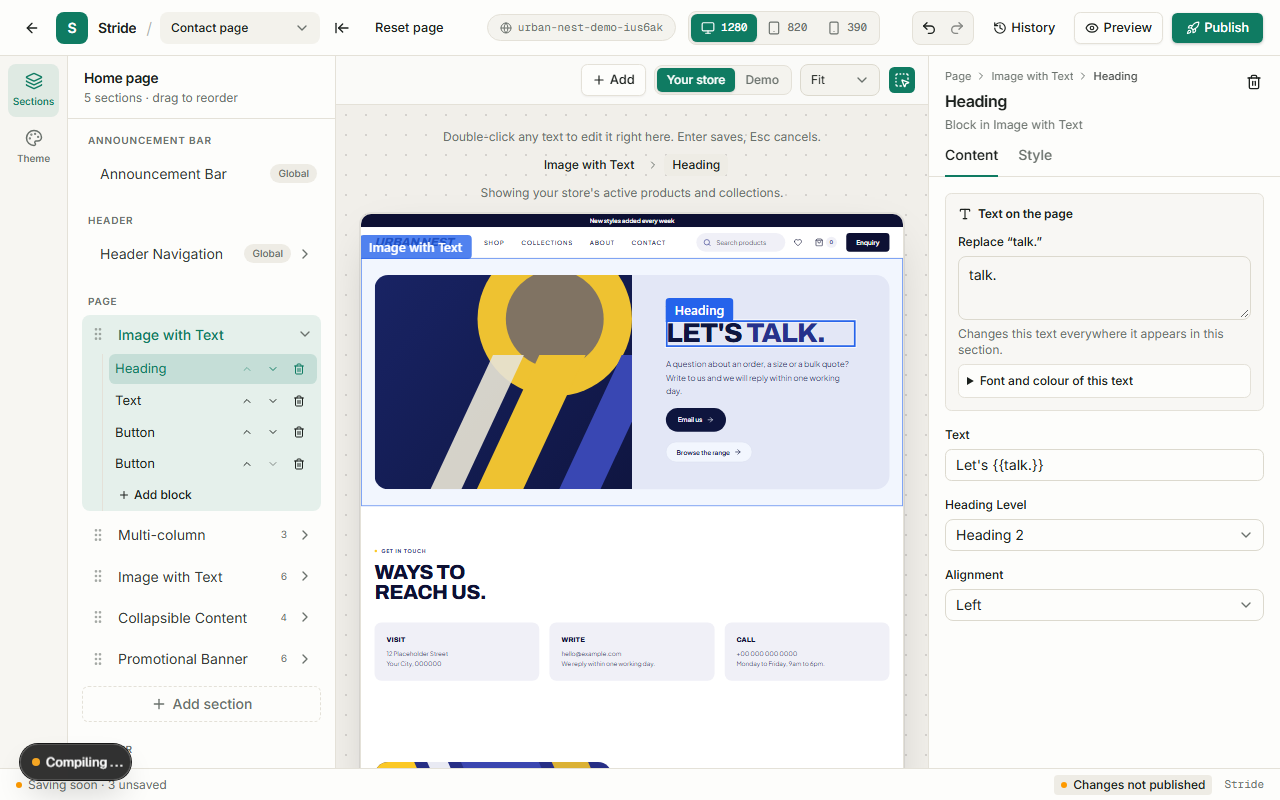 S Stride / Contact page
Reset page
urban-nest-demo-ius6ak
1280 820 390
History
Preview
Publish
Sections
Theme
Home page
5 sections · drag to reorder
ANNOUNCEMENT BAR
Announcement Bar Global
HEADER
Header Navigation Global
PAGE
Image with Text
Heading
Text
Button
Button
+ Add block
Multi-column 3
Image with Text 6
Collapsible Content 4
Promotional Banner 6
+ Add section
Compiling ...
Saving soon · 3 unsaved
+ Add
Your store Demo
Fit
Double-click any text to edit it right here. Enter saves, Esc cancels.
Image with Text > Heading
Showing your store's active products and collections.
New styles added every week
URBAN NEST
SHOP COLLECTIONS ABOUT CONTACT
Search products
0
Enquiry
Image with Text
Heading
LET'S TALK.
A question about an order, a size or a bulk quote?
Write to us and we will reply within one working
day.
Email us →
Browse the range →
GET IN TOUCH
WAYS TO
REACH US.
VISIT
12 Placeholder Street
Your City, 000000
WRITE
hello@example.com
We reply within one working day.
CALL
+00 000 000 0000
Monday to Friday, 9am to 6pm.
Page > Image with Text > Heading
Heading
Block in Image with Text
Content Style
Text on the page
Replace “talk.”
talk.
Changes this text everywhere it appears in this
section.
Font and colour of this text
Text
Let's {{talk.}}
Heading Level
Heading 2
Alignment
Left
Changes not published
Stride